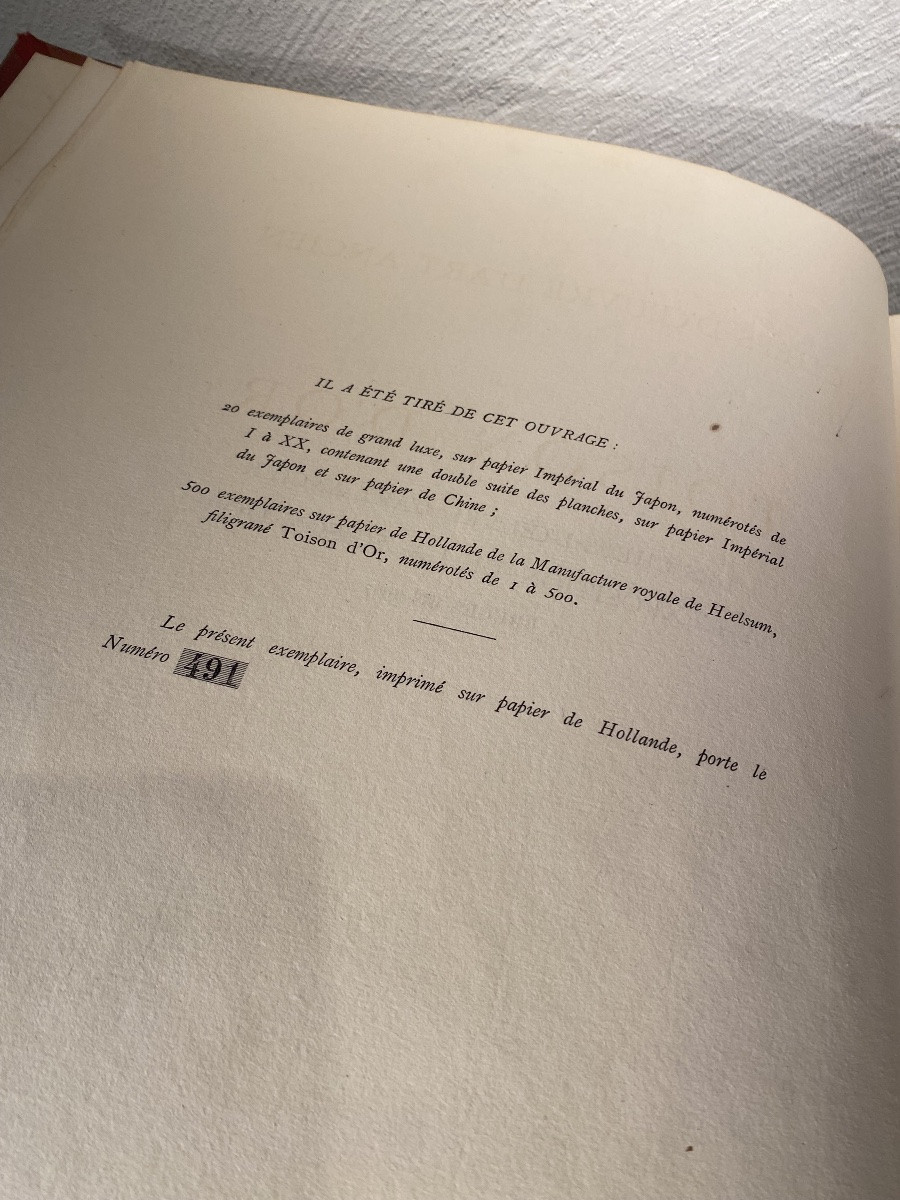 IL A ÉTÉ TIRÉ DE CET OUVRAGE :
20 exemplaires de grand luxe, sur papier Impérial du Japon, numérotés de
I à XX, contenant une double suite des planches, sur papier Impérial
du Japon et sur papier de Chine ;
500 exemplaires sur papier de Hollande de la Manufacture royale de Heelsum,
filigrané Toison d'Or, numérotés de 1 à 500.
Le présent exemplaire, imprimé sur papier de Hollande, porte le
Numéro 491